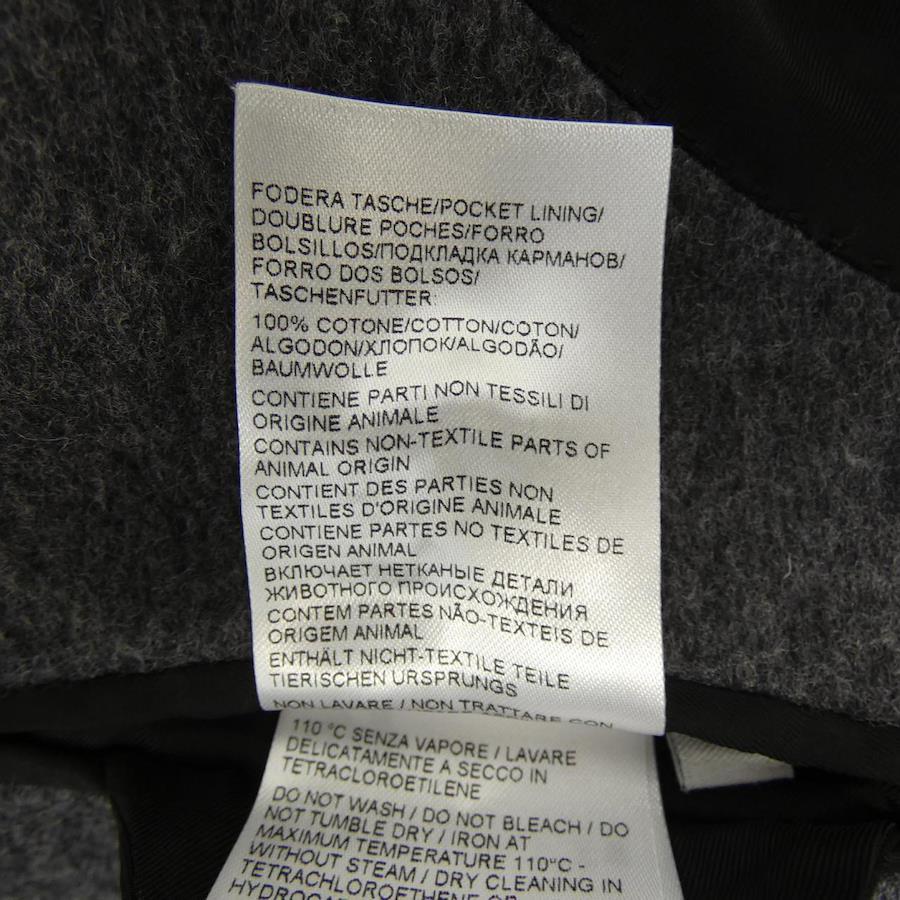 FODERA TASCHE/POCKET LINING/
DOUBLURE POCHES/FORRO
BOLSILLOS/ПОДКЛАДКА КАРМАНОВ/
FORRO DOS BOLSOS/
TASCHENFUTTER:
100% COTONE/COTTON/COTON/
ALGODON/ХЛОПОК/ALGODÃO/
BAUMWOLLE
CONTIENE PARTI NON TESSILI DI
ORIGINE ANIMALE
CONTAINS NON-TEXTILE PARTS OF
ANIMAL ORIGIN
CONTIENT DES PARTIES NON
TEXTILES D'ORIGINE ANIMALE
CONTIENE PARTES NO TEXTILES DE
ORIGEN ANIMAL
ВКЛЮЧАЕТ НЕТКАНЫЕ ДЕТАЛИ
ЖИВОТНОГО ПРОИСХОЖДЕНИЯ
CONTEM PARTES NÃO-TEXTEIS DE
ORIGEM ANIMAL
ENTHÄLT NICHT-TEXTILE TEILE
TIERISCHEN URSPRUNGS
NON LAVARE / NON TRATTARE CON
110 °C SENZA VAPORE / LAVARE
DELICATAMENTE A SECCO IN
TETRACLOROETILENE
DO NOT WASH / DO NOT BLEACH / DO
NOT TUMBLE DRY / IRON AT
MAXIMUM TEMPERATURE 110°C -
WITHOUT STEAM / DRY CLEANING IN
TETRACHLOROETHENE OR